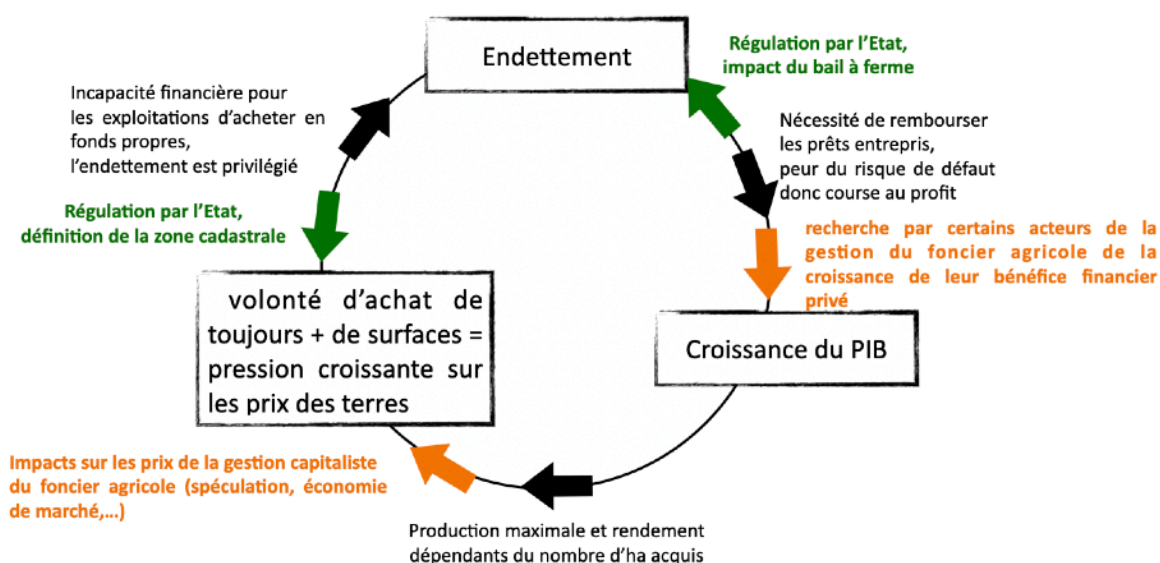 Endettement
Régulation par l'Etat,
impact du bail à ferme
Incapacité financière pour
les exploitations d'acheter en
fonds propres,
l'endettement est privilégié
Nécessité de rembourser
les prêts entrepris,
peur du risque de défaut
donc course au profit
Régulation par l'Etat,
définition de la zone cadastrale
recherche par certains acteurs de la
gestion du foncier agricole de la
croissance de leur bénéfice financier
privé
volonté d'achat de
toujours + de surfaces =
pression croissante sur
les prix des terres
Croissance du PIB
Impacts sur les prix de la gestion capitaliste
du foncier agricole (spéculation, économie
de marché,...)
Production maximale et rendement
dépendants du nombre d'ha acquis